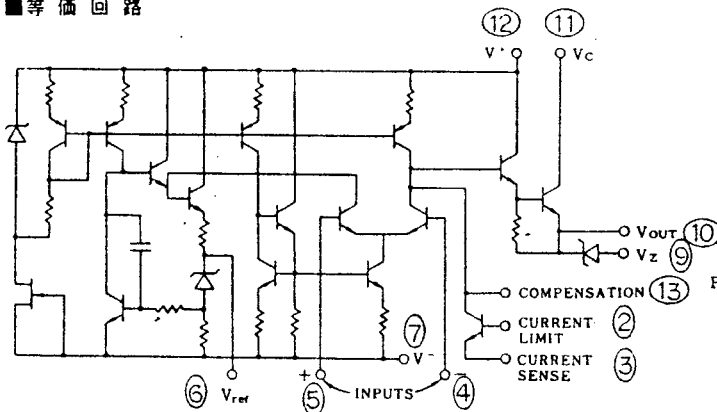 ■等価回路
⑫ ⑪
V+ Vc
VOUT ⑩
Vz ⑨
COMPENSATION ⑬
② CURRENT LIMIT
③ CURRENT SENSE
⑦ V-
⑥ Vref
+ ⑤ INPUTS - ④